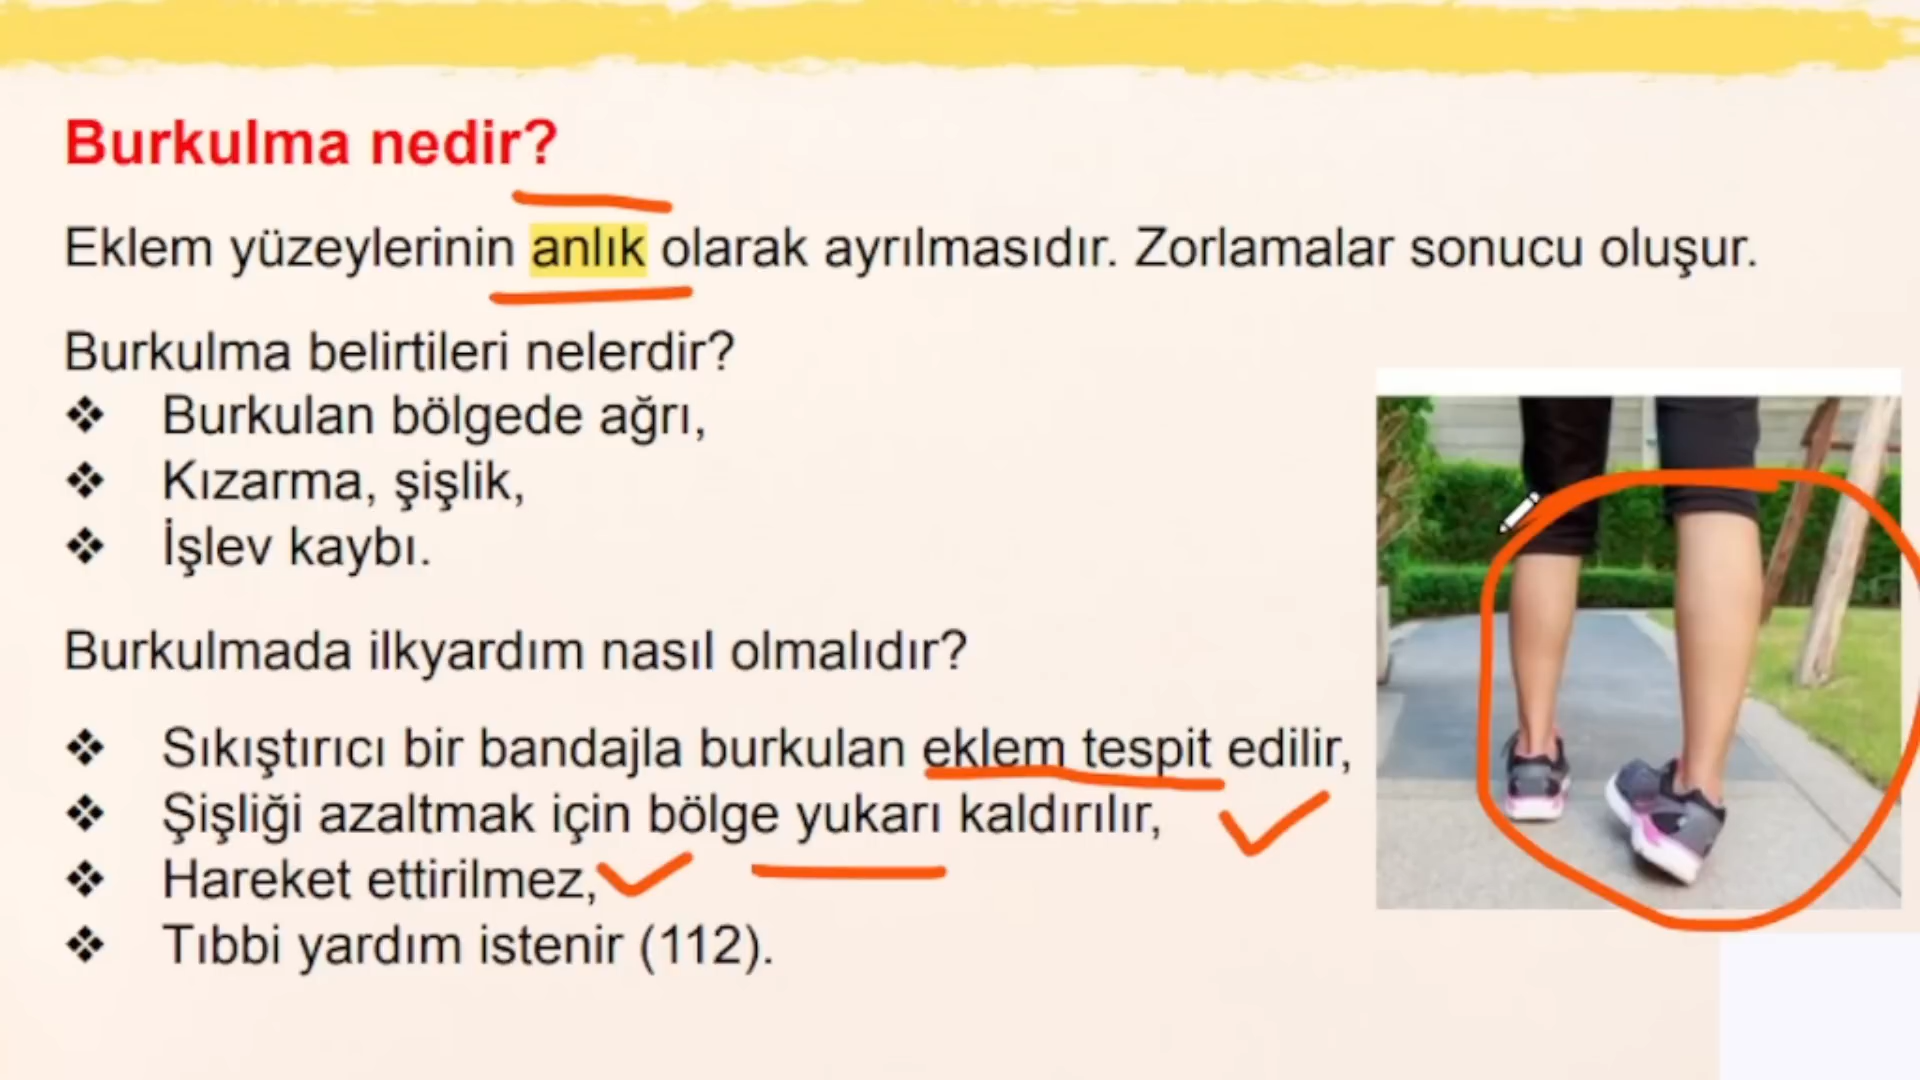 Burkulma nedir?
Eklem yüzeylerinin anlık olarak ayrılmasıdır. Zorlamalar sonucu oluşur.
Burkulma belirtileri nelerdir?
❖ Burkulan bölgede ağrı,
❖ Kızarma, şişlik,
❖ İşlev kaybı.
Burkulmada ilkyardım nasıl olmalıdır?
❖ Sıkıştırıcı bir bandajla burkulan eklem tespit edilir,
❖ Şişliği azaltmak için bölge yukarı kaldırılır,
❖ Hareket ettirilmez,
❖ Tıbbi yardım istenir (112).